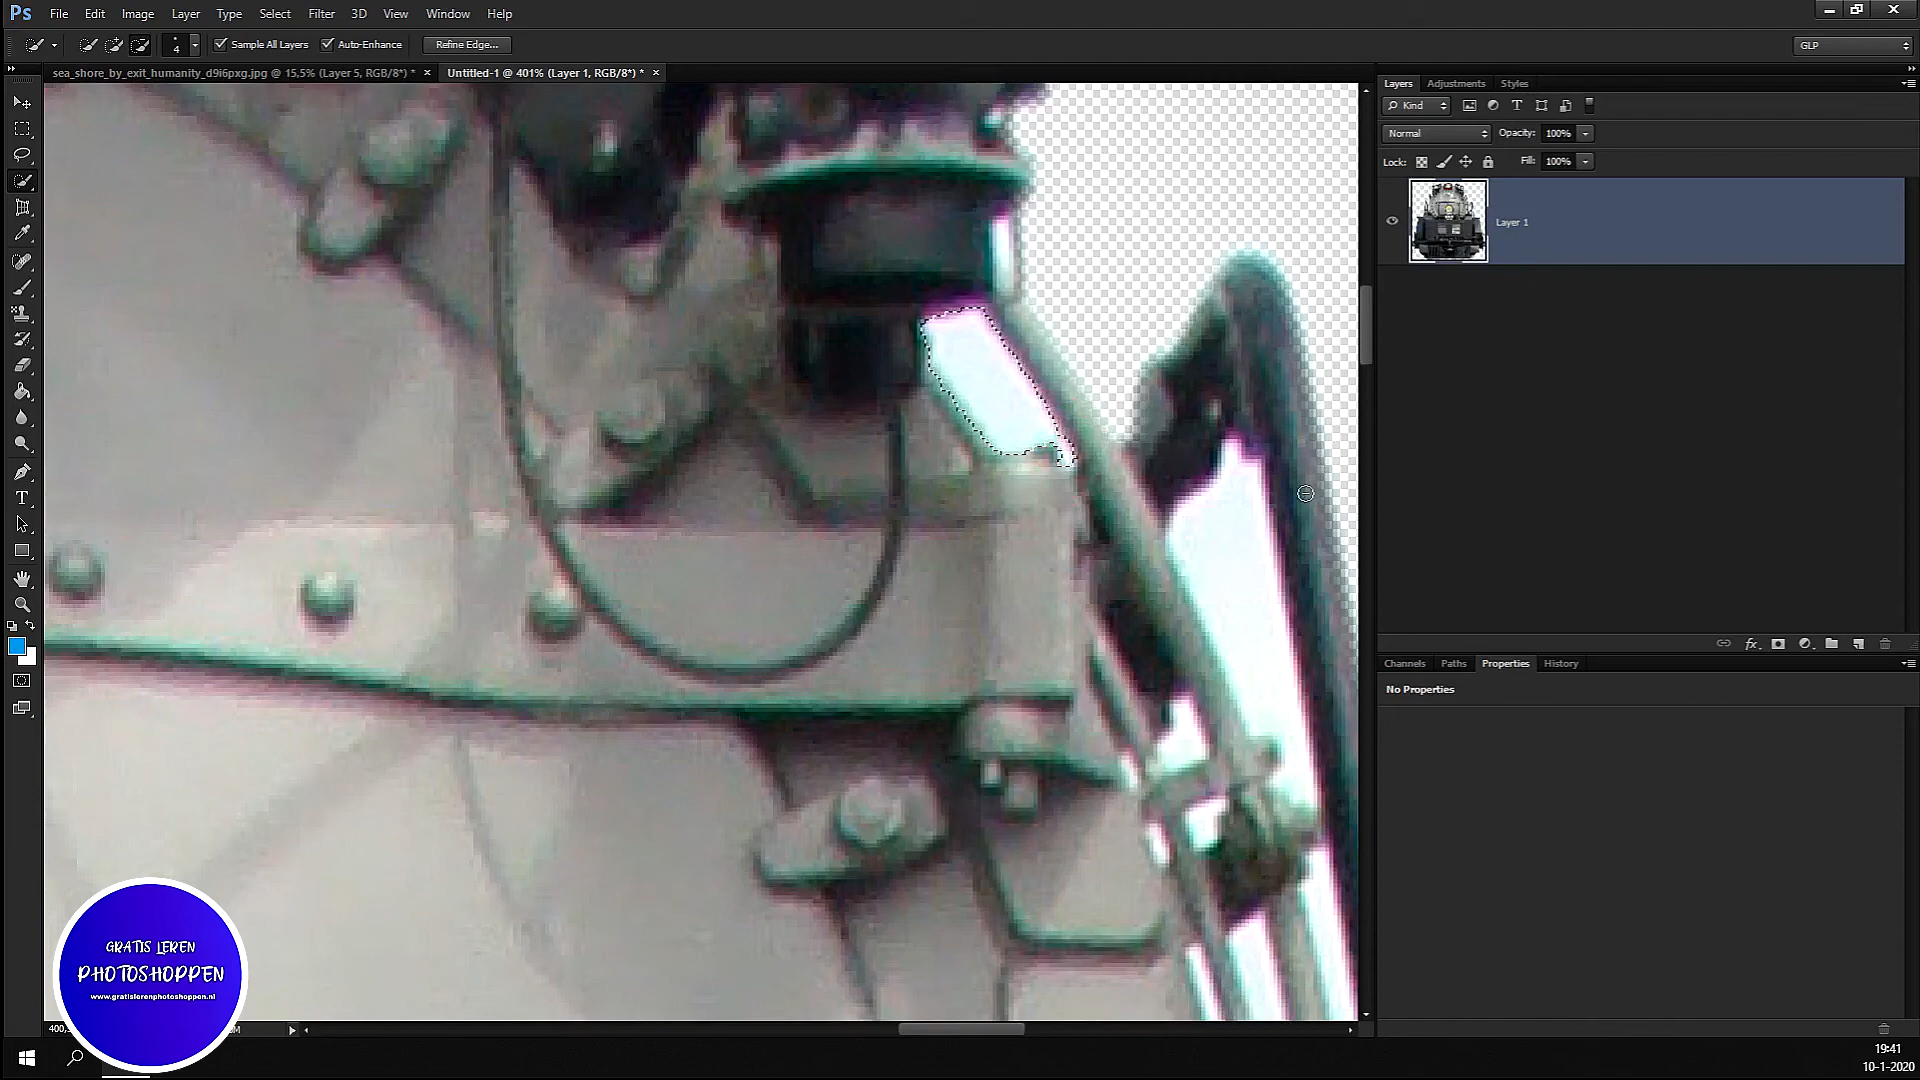 Ps File Edit Image Layer Type Select Filter 3D View Window Help
4 Sample All Layers Auto-Enhance Refine Edge... GLP
sea_shore_by_exit_humanity_d9i6pxg.jpg @ 15,5% (Layer 5, RGB/8*) * × Untitled-1 @ 401% (Layer 1, RGB/8*) * ×
Layers Adjustments Styles
Kind
Normal Opacity: 100%
Lock: Fill: 100%
Layer 1
Channels Paths Properties History
No Properties
GRATIS LEREN
PHOTOSHOPPEN
www.gratislerenphotoshoppen.nl
19:41
10-1-2020